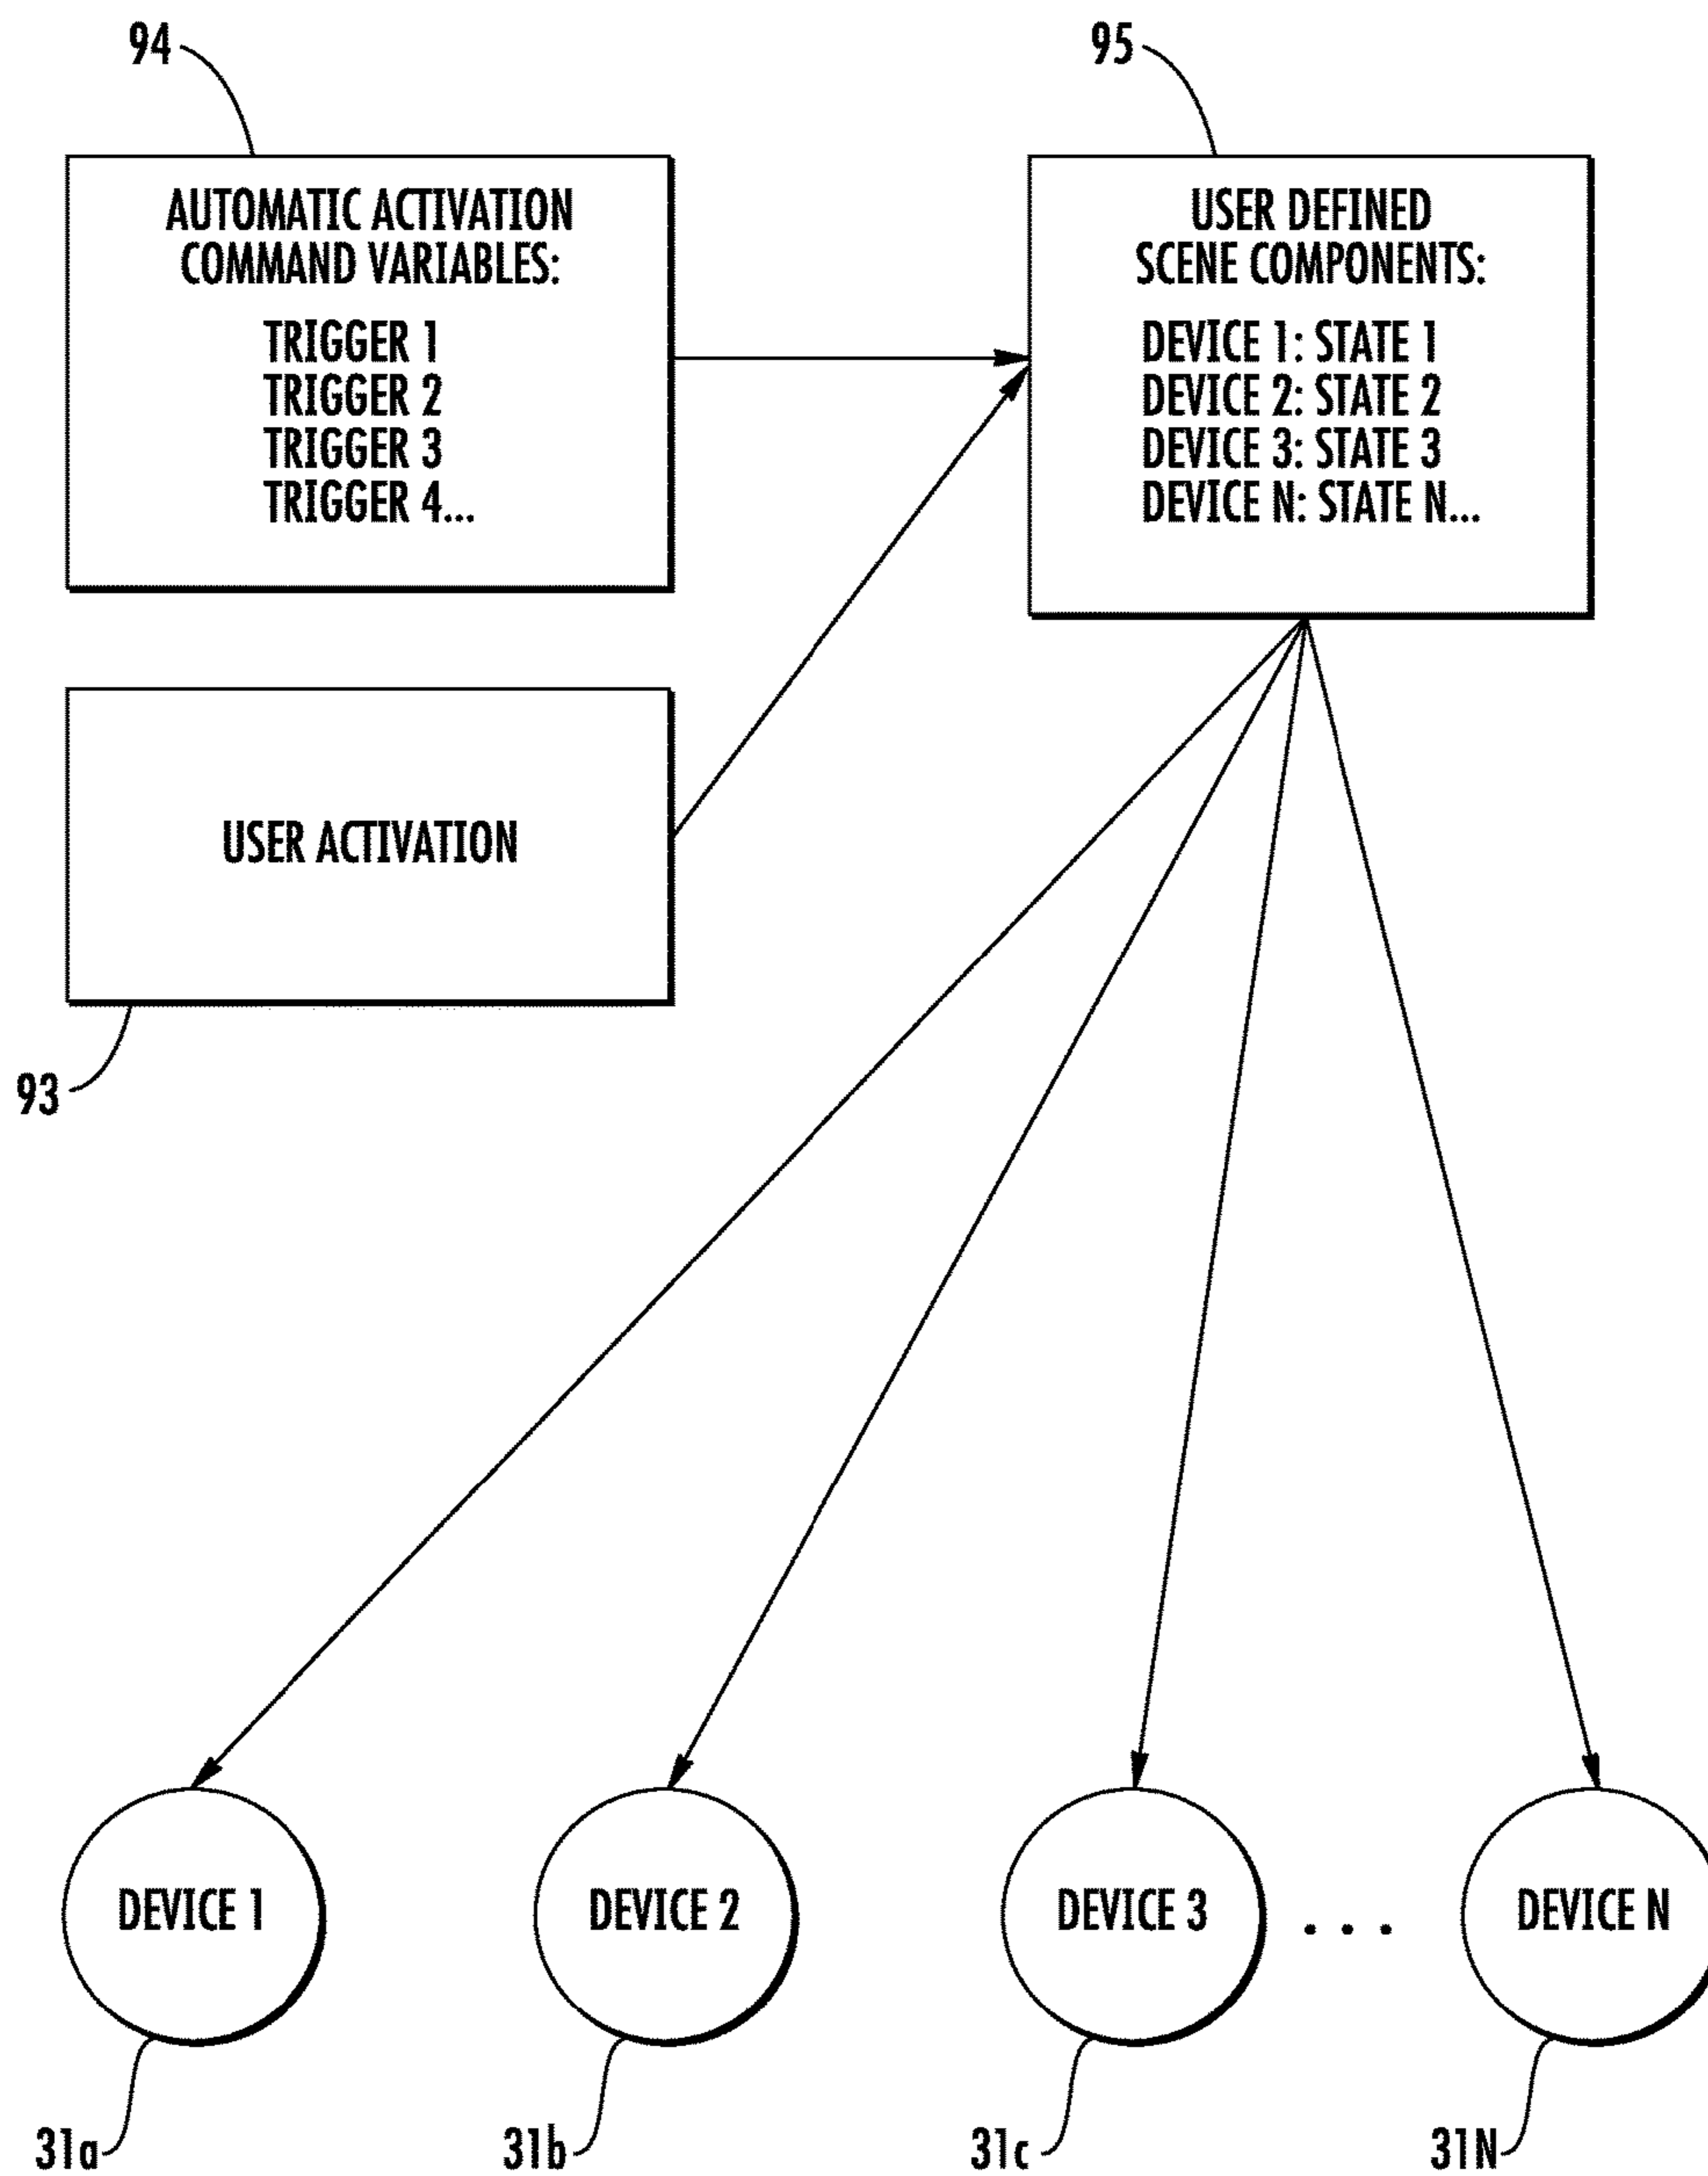 94
95
AUTOMATIC ACTIVATION
COMMAND VARIABLES:
TRIGGER 1
TRIGGER 2
TRIGGER 3
TRIGGER 4...
USER DEFINED
SCENE COMPONENTS:
DEVICE 1: STATE 1
DEVICE 2: STATE 2
DEVICE 3: STATE 3
DEVICE N: STATE N...
USER ACTIVATION
93
DEVICE 1
DEVICE 2
DEVICE 3
. . .
DEVICE N
31a
31b
31c
31N